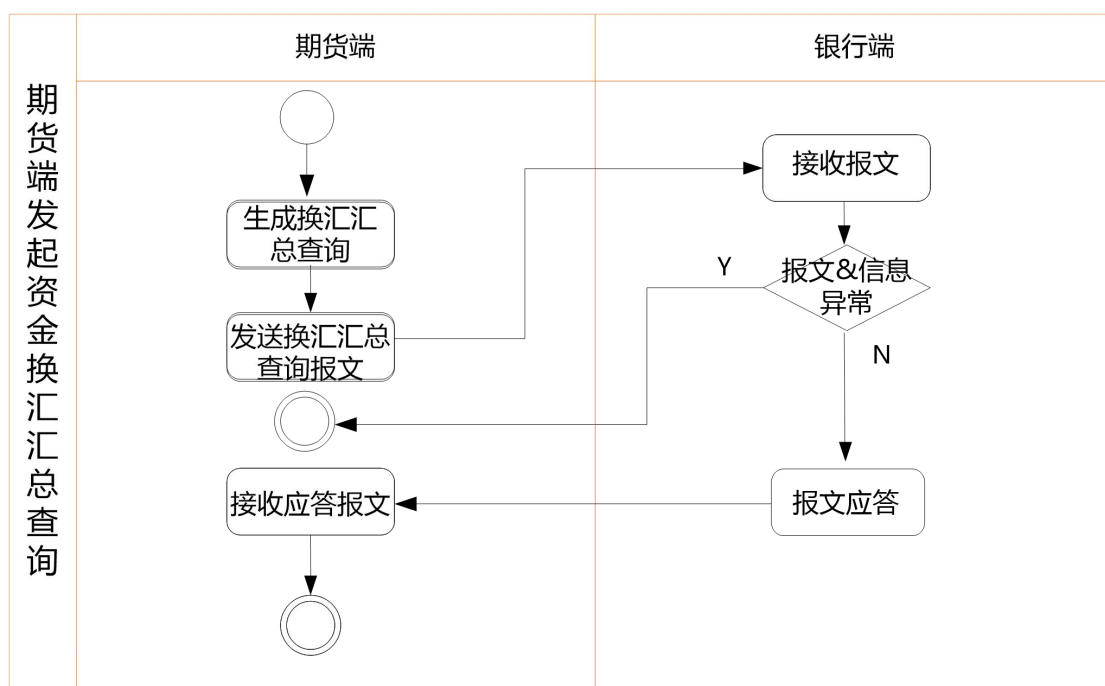 期货端发起资金换汇汇总查询
期货端
银行端
生成换汇汇
总查询
发送换汇汇总
查询报文
接收报文
报文&信息
异常
Y
N
接收应答报文
报文应答